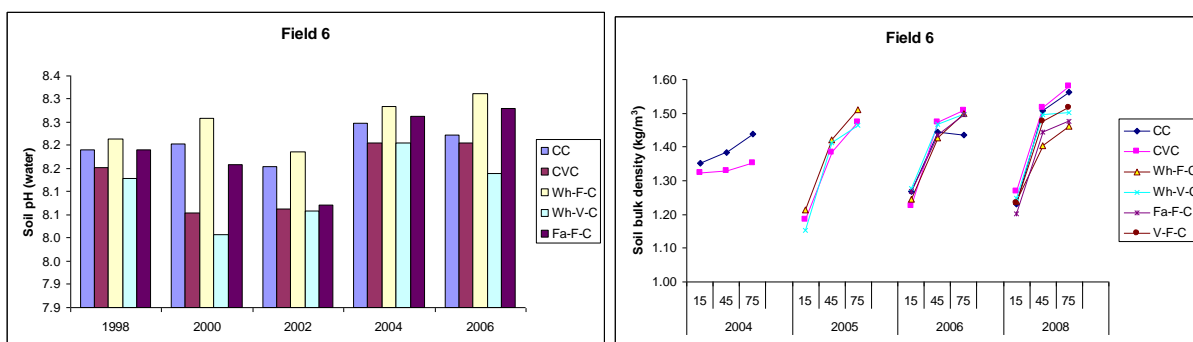 Field 6
Soil pH (water)
8.4
8.3
8.3
8.2
8.2
8.1
8.1
8.0
8.0
7.9
7.9
1998 2000 2002 2004 2006
CC
CVC
Wh-F-C
Wh-V-C
Fa-F-C
Field 6
Soil bulk density (kg/m³)
1.60
1.50
1.40
1.30
1.20
1.10
1.00
15 45 75 15 45 75 15 45 75 15 45 75
2004 2005 2006 2008
CC
CVC
Wh-F-C
Wh-V-C
Fa-F-C
V-F-C